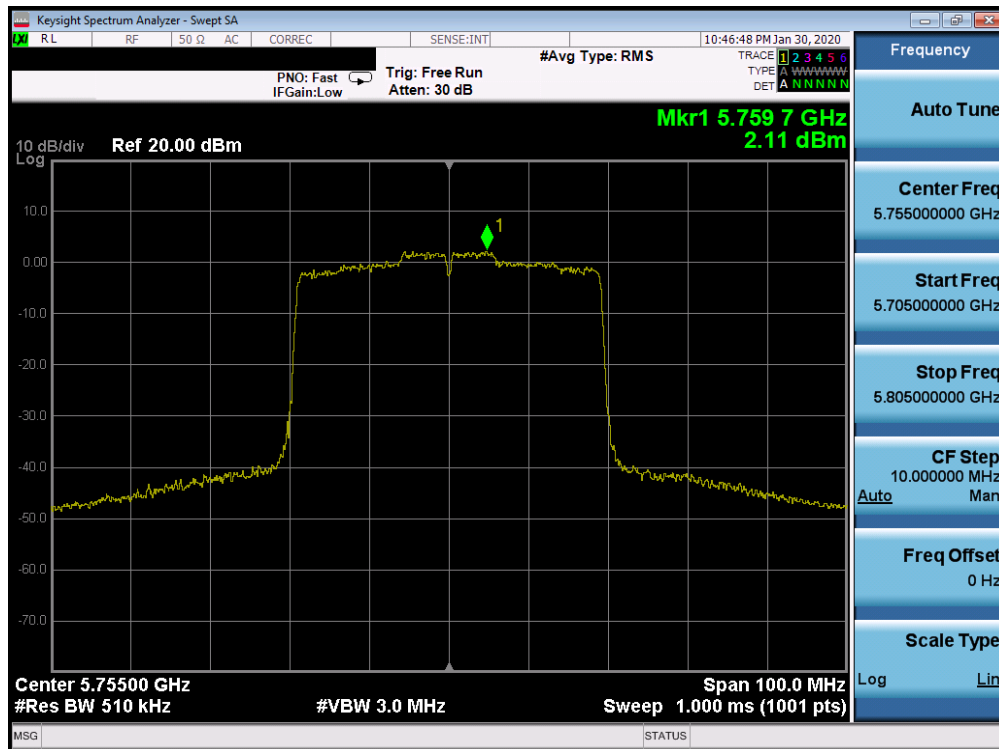 Keysight Spectrum Analyzer - Swept SA
LXI RL RF 50 Ω AC CORREC SENSE:INT 10:46:48 PM Jan 30, 2020
#Avg Type: RMS TRACE 1 2 3 4 5 6
PNO: Fast Trig: Free Run TYPE A WWWWW
IFGain:Low Atten: 30 dB DET A N N N N N
Mkr1 5.759 7 GHz
2.11 dBm
10 dB/div Ref 20.00 dBm
Log
1
10.0
0.00
-10.0
-20.0
-30.0
-40.0
-50.0
-60.0
-70.0
Center 5.75500 GHz Span 100.0 MHz
#Res BW 510 kHz #VBW 3.0 MHz Sweep 1.000 ms (1001 pts)
MSG STATUS
Frequency
Auto Tune
Center Freq
5.755000000 GHz
Start Freq
5.705000000 GHz
Stop Freq
5.805000000 GHz
CF Step
10.000000 MHz
Auto Man
Freq Offset
0 Hz
Scale Type
Log Lin